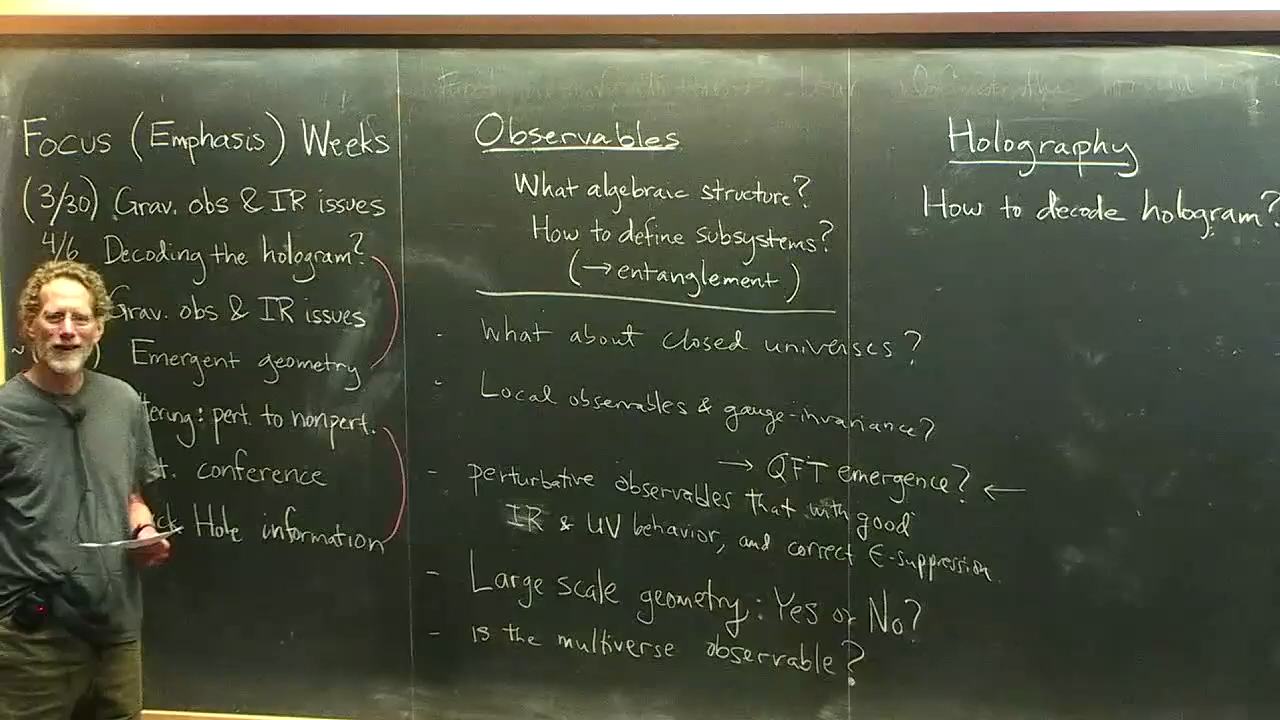 Focus (Emphasis) Weeks
(3/30) Grav. obs & IR issues
4/6 Decoding the hologram?
Grav. obs & IR issues
Emergent geometry
tering: pert. to nonpert.
t. conference
ck Hole information
Observables
What algebraic structure?
How to define subsystems?
(→ entanglement)
- What about closed universes?
- Local observables & gauge-invariance?
→ QFT emergence? ←
- perturbative observables that with good
IR & UV behavior, and correct E-suppression.
- Large scale geometry: Yes or No?
- is the multiverse observable?
Holography
How to decode hologram?